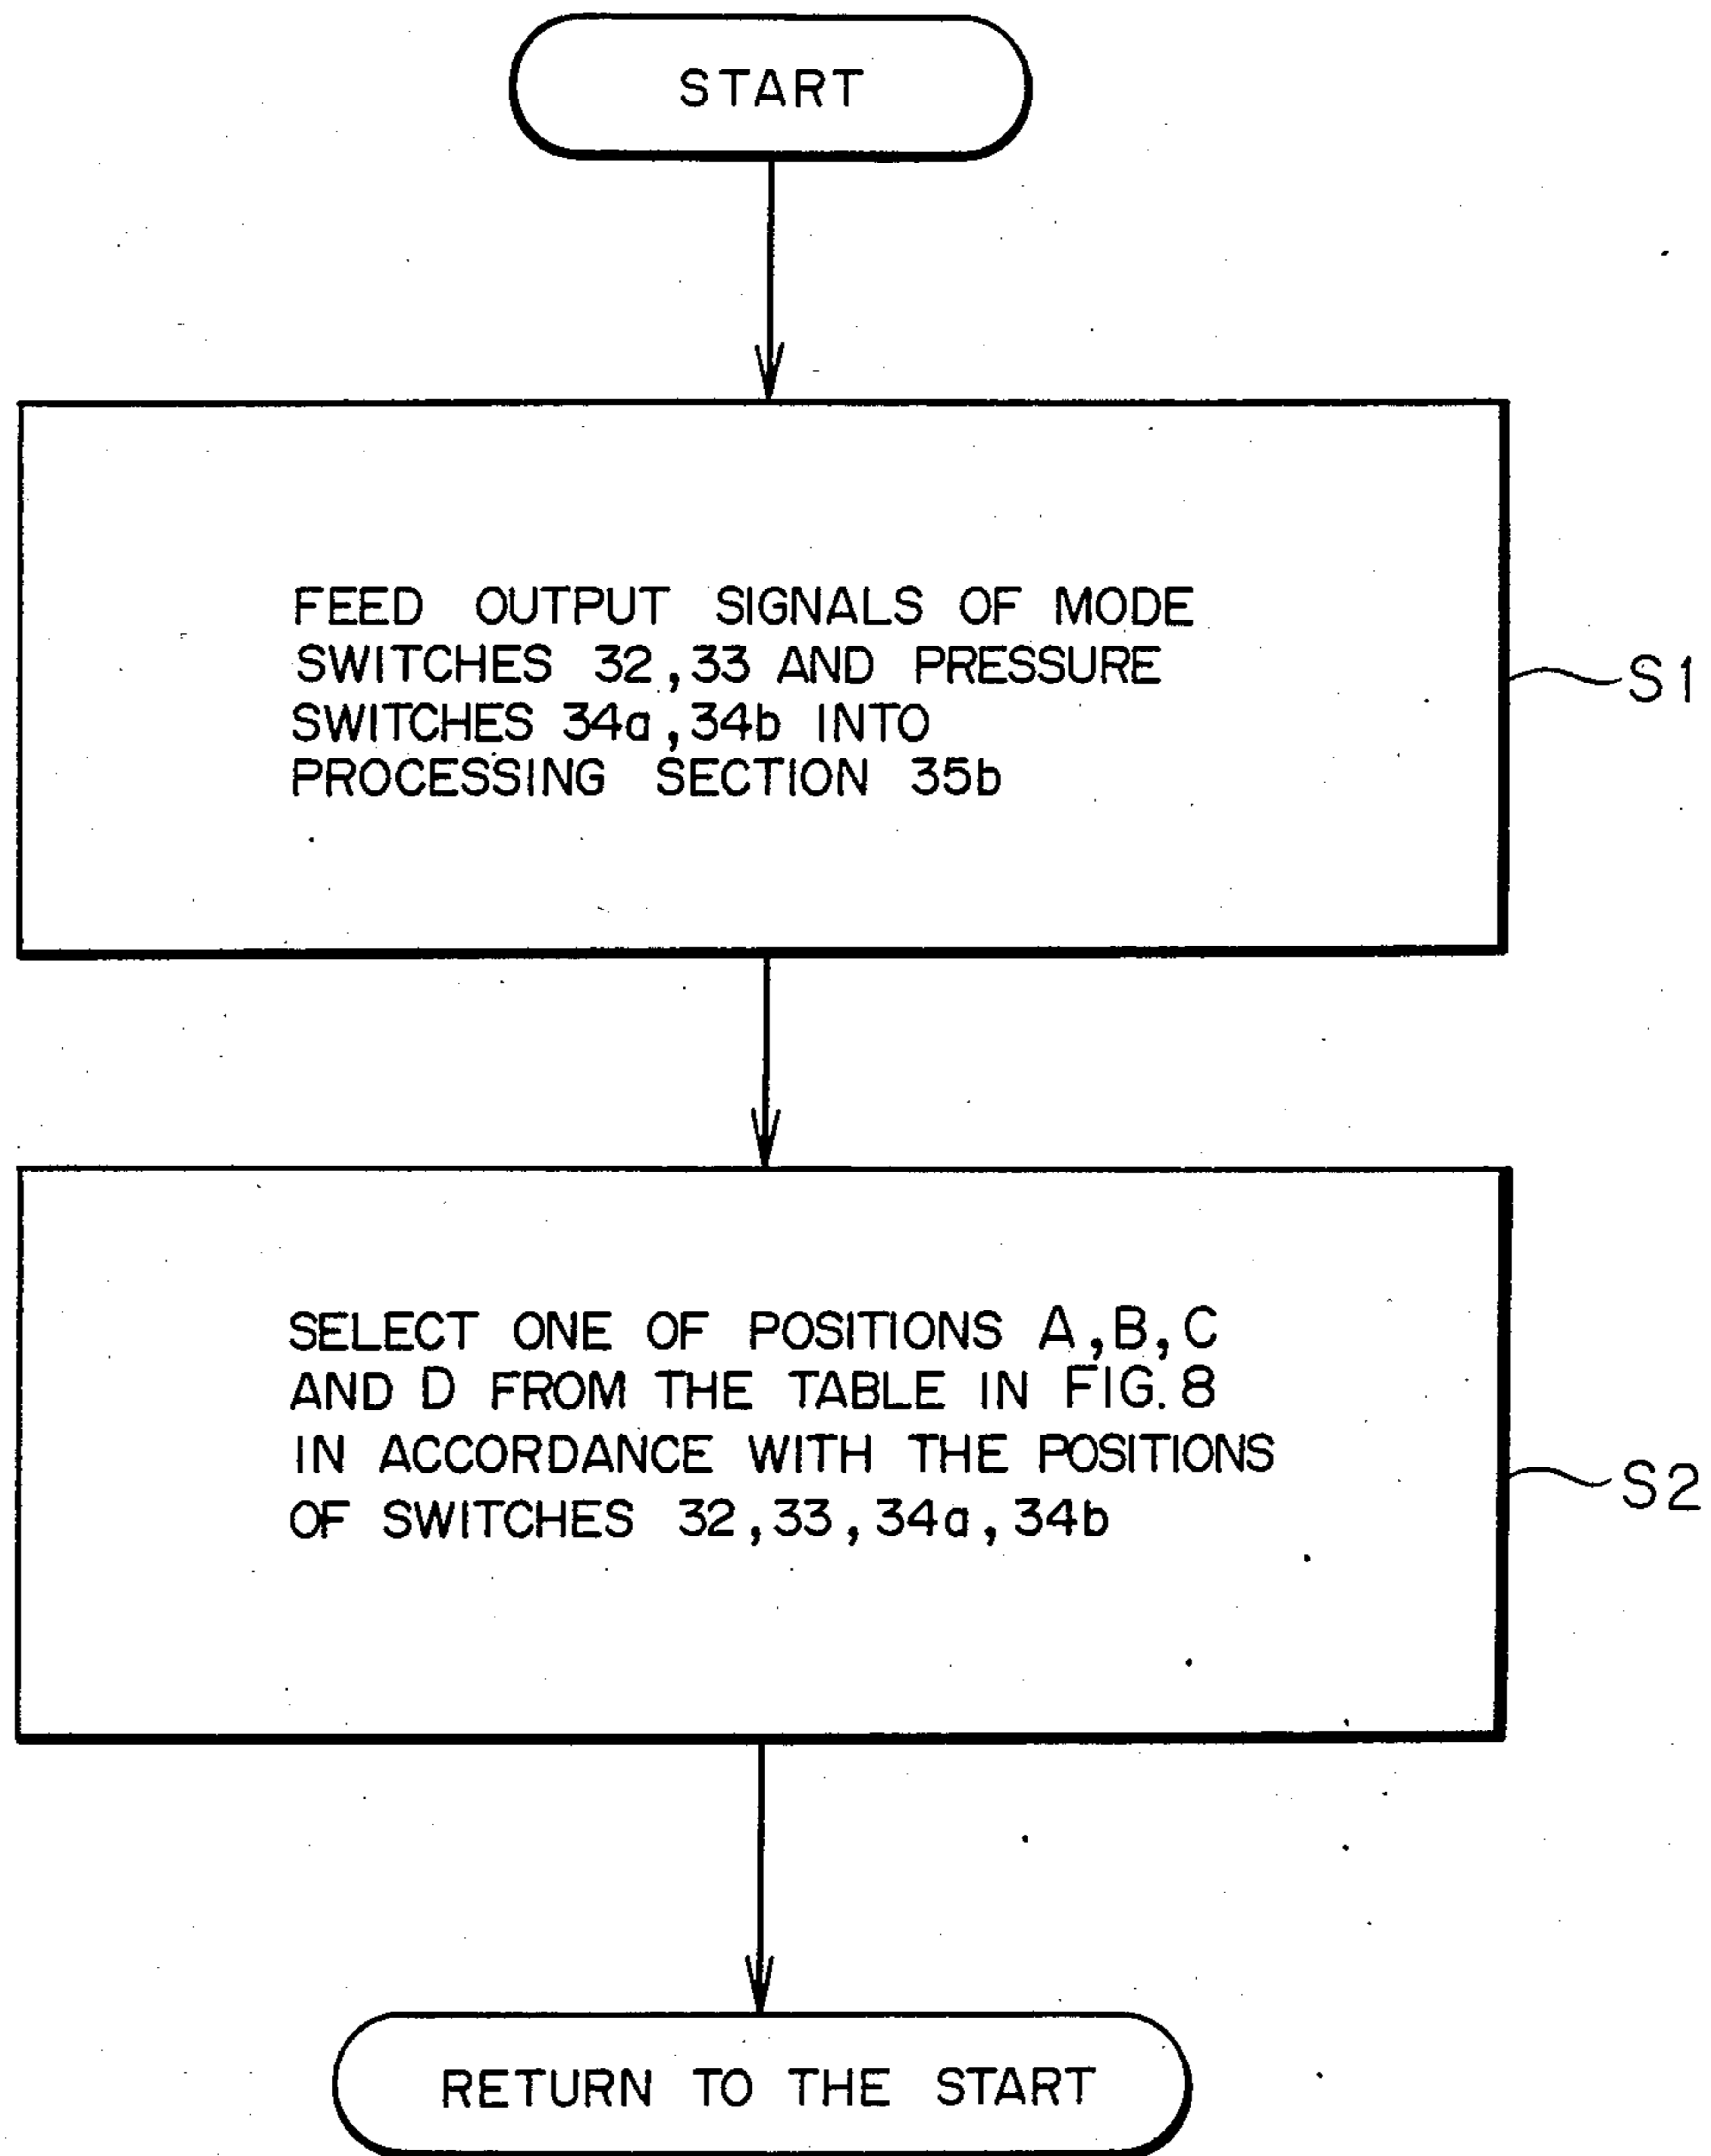 START
FEED OUTPUT SIGNALS OF MODE
SWITCHES 32,33 AND PRESSURE
SWITCHES 34a,34b INTO
PROCESSING SECTION 35b
S1
SELECT ONE OF POSITIONS A,B,C
AND D FROM THE TABLE IN FIG.8
IN ACCORDANCE WITH THE POSITIONS
OF SWITCHES 32,33,34a,34b
S2
RETURN TO THE START